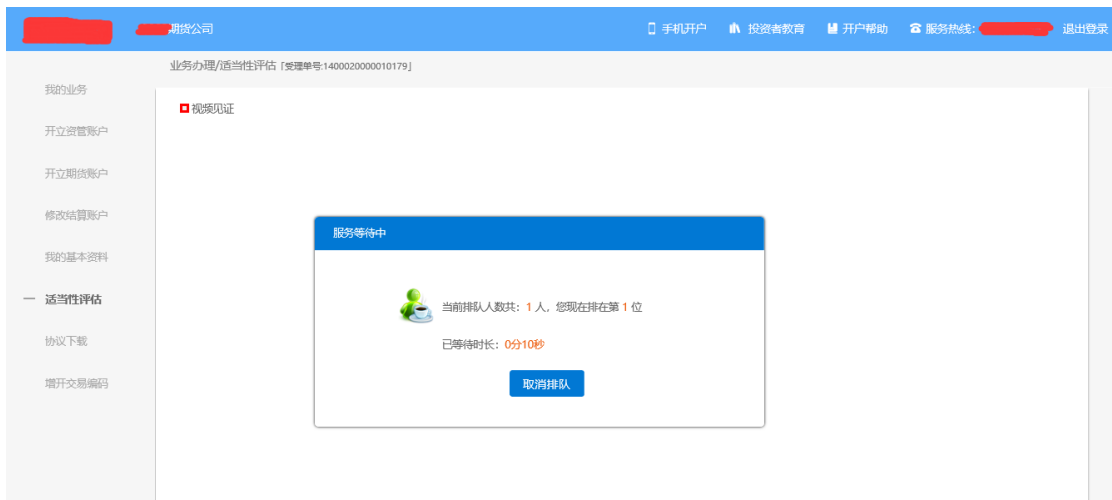 期货公司 手机开户 投资者教育 开户帮助 服务热线: 退出登录
业务办理/适当性评估「受理单号:1400020000010179」
我的业务
视频见证
开立资管账户
开立期货账户
修改结算账户
我的基本资料
适当性评估
协议下载
增开交易编码
服务等待中
当前排队人数共: 1 人, 您现在排在第 1 位
已等待时长: 0分10秒
取消排队